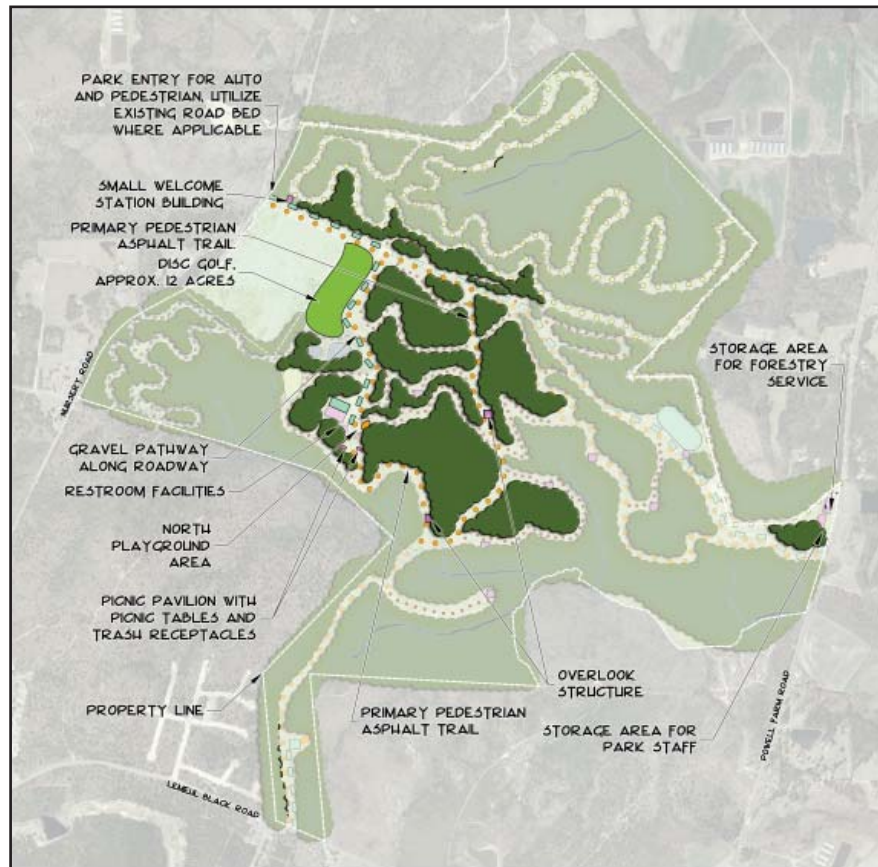 PARK ENTRY FOR AUTO
AND PEDESTRIAN, UTILIZE
EXISTING ROAD BED
WHERE APPLICABLE
SMALL WELCOME
STATION BUILDING
PRIMARY PEDESTRIAN
ASPHALT TRAIL
DISC GOLF,
APPROX. 12 ACRES
STORAGE AREA
FOR FORESTRY
SERVICE
NURSERY ROAD
GRAVEL PATHWAY
ALONG ROADWAY
RESTROOM FACILITIES
NORTH
PLAYGROUND
AREA
PICNIC PAVILION WITH
PICNIC TABLES AND
TRASH RECEPTACLES
PROPERTY LINE
PRIMARY PEDESTRIAN
ASPHALT TRAIL
OVERLOOK
STRUCTURE
STORAGE AREA FOR
PARK STAFF
POWELL FARM ROAD
LEMEUL BLACK ROAD